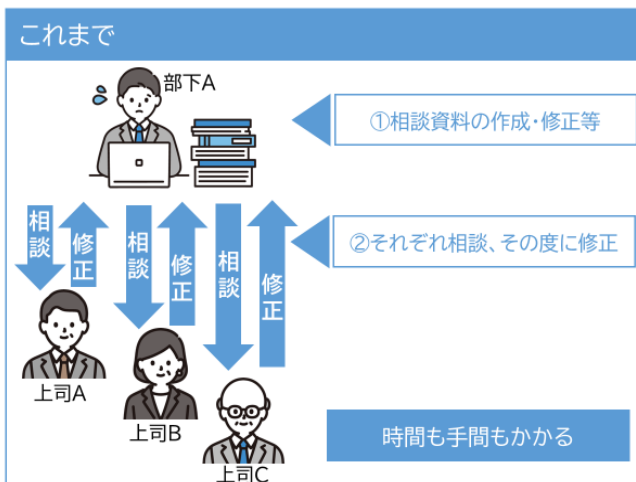 これまで
部下A
①相談資料の作成・修正等
相談
修正
相談
修正
相談
修正
②それぞれ相談、その度に修正
上司A
上司B
上司C
時間も手間もかかる